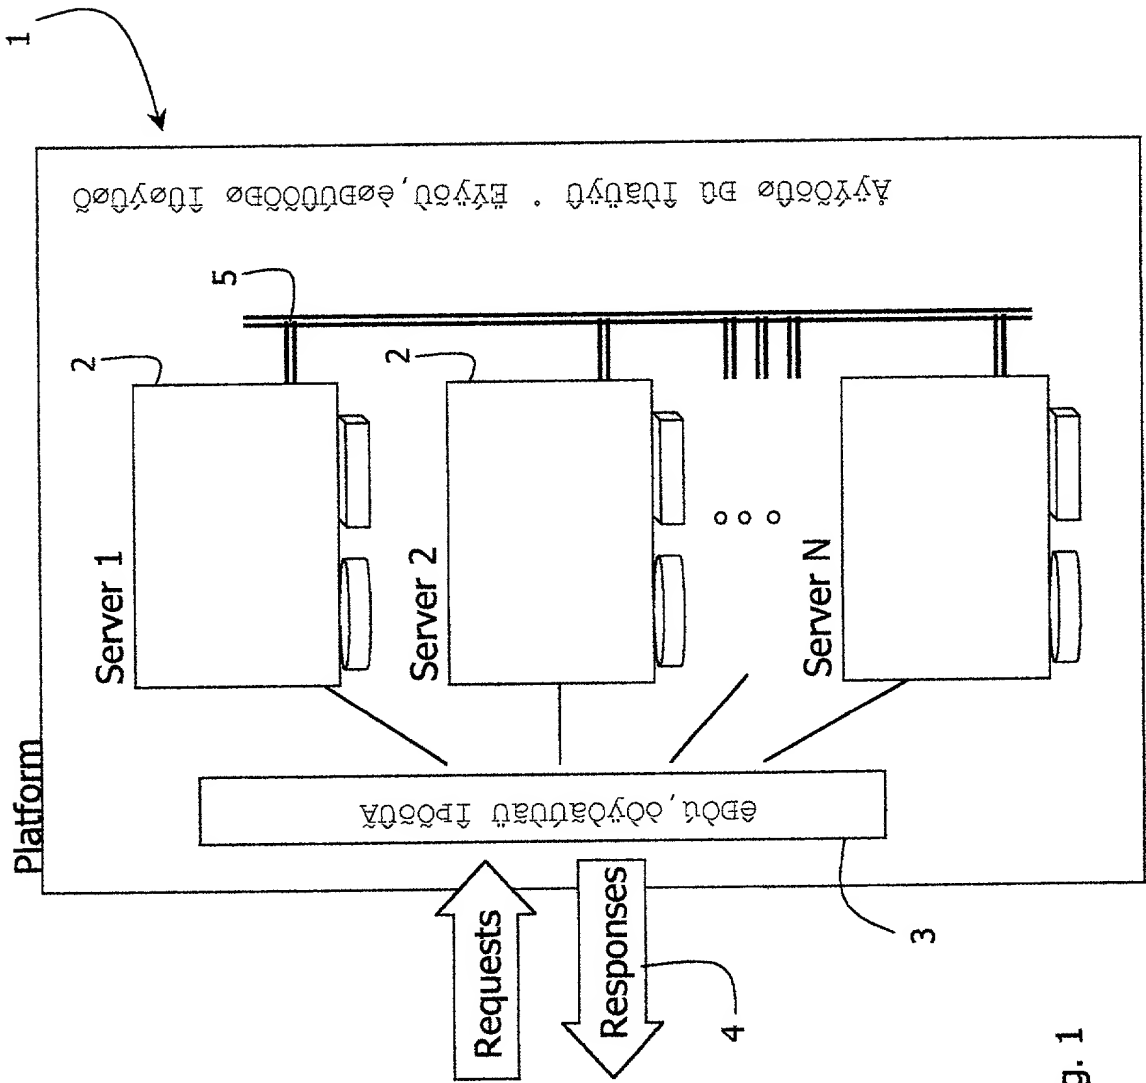 Platform
1
Server 1
2
5
Server 2
2
Server N
Requests
Responses
3
4
g. 1